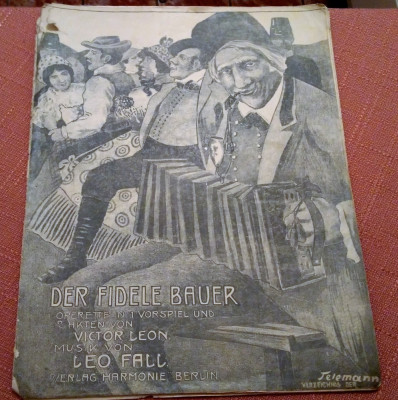 DER FIDELE BAUER
OPERETTE IN 1 VORSPIEL UND
2 AKTEN VON
VICTOR LEON
MUSIK VON
LEO FALL
VERLAG HARMONIE BERLIN
Telemann